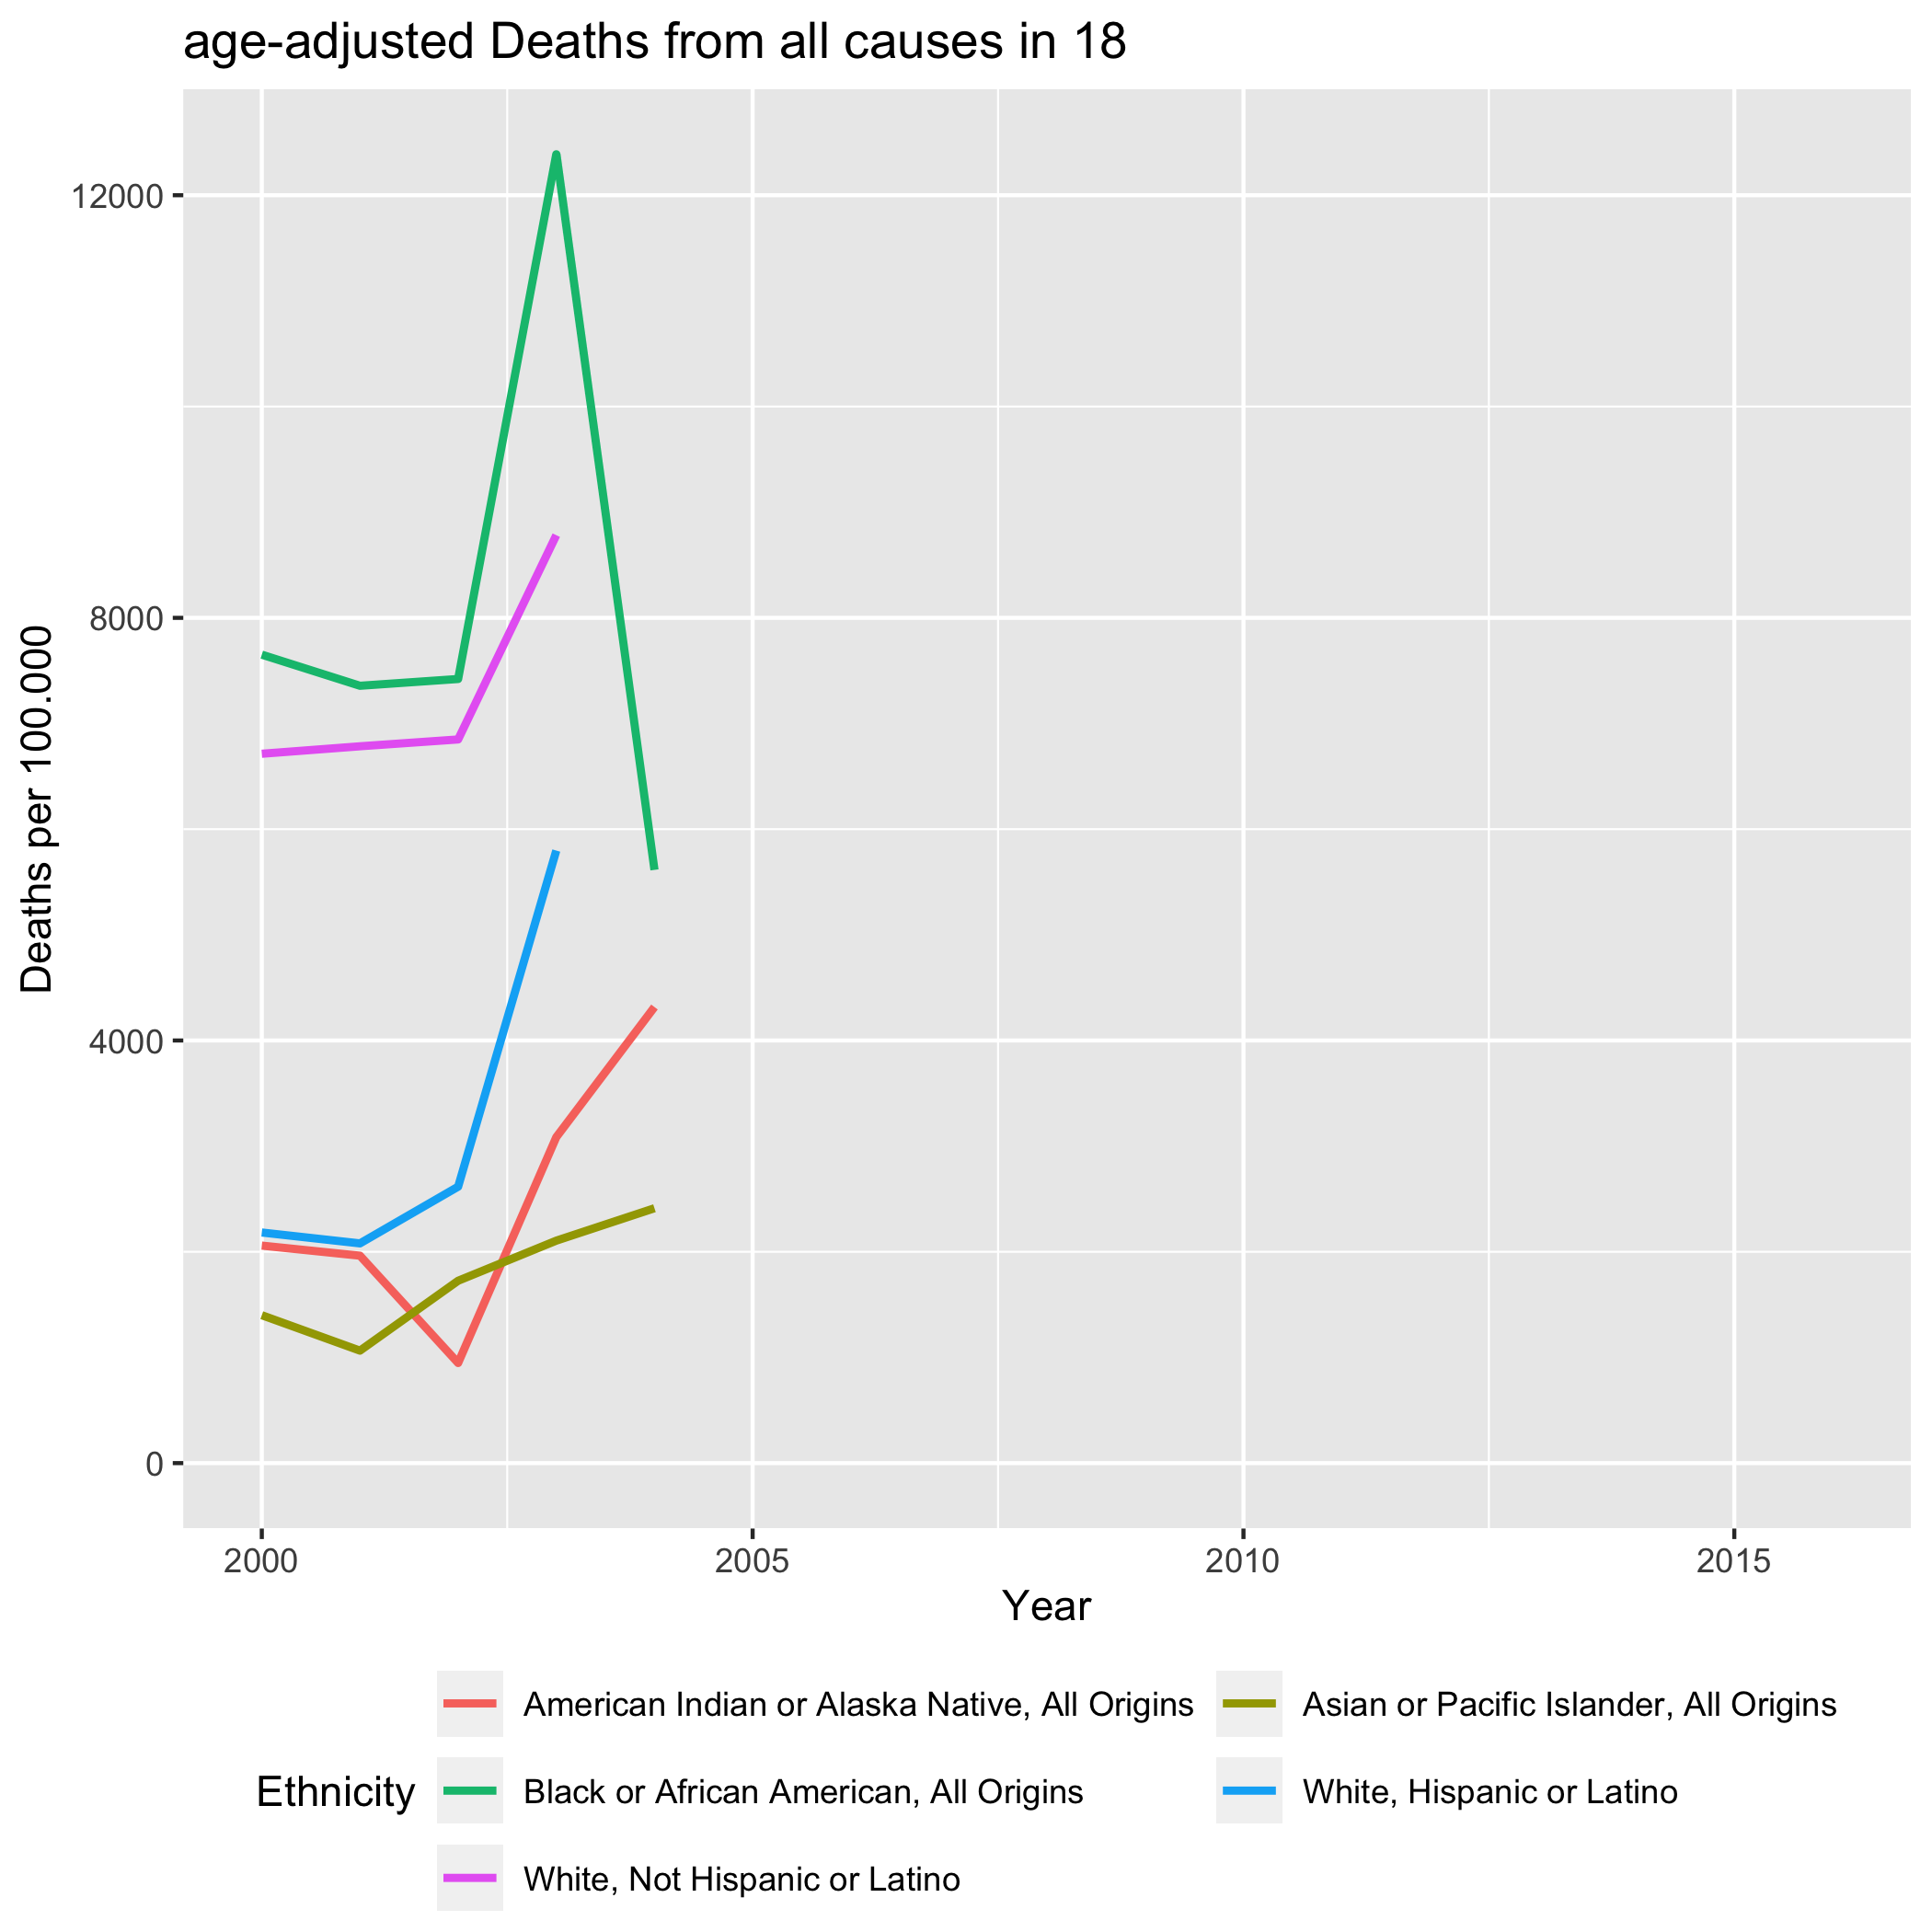 age-adjusted Deaths from all causes in 18
Deaths per 100.000
12000
8000
4000
0
2000 2005 2010 2015
Year
Ethnicity
American Indian or Alaska Native, All Origins
Asian or Pacific Islander, All Origins
Black or African American, All Origins
White, Hispanic or Latino
White, Not Hispanic or Latino